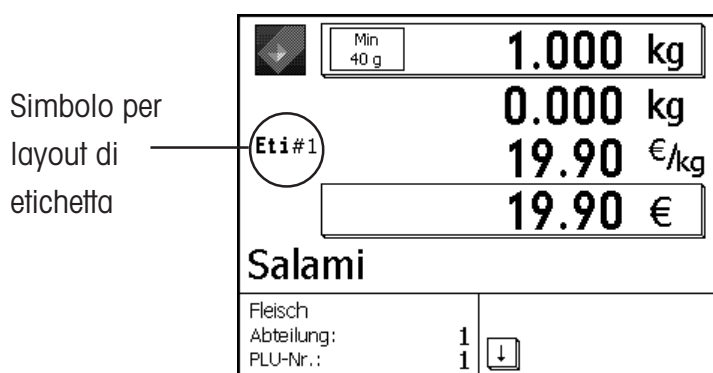 Simbolo per
layout di
etichetta
Min
40 g
1.000 kg
0.000 kg
Eti#1
19.90 €/kg
19.90 €
Salami
Fleisch
Abteilung: 1
PLU-Nr.: 1
↓